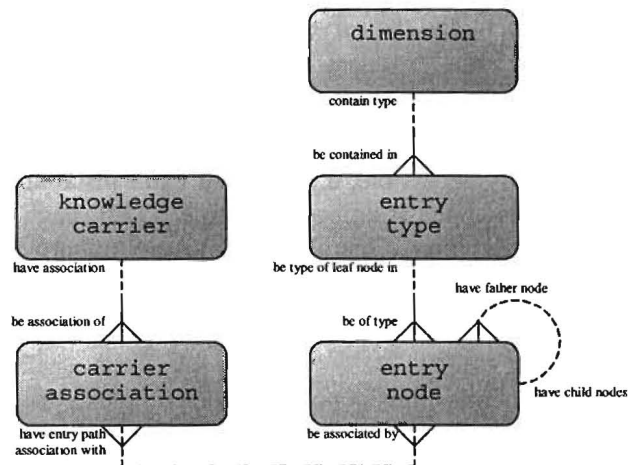 dimension
contain type
be contained in
knowledge
carrier
entry
type
have association
be type of leaf node in
have father node
be association of
be of type
carrier
association
entry
node
have child nodes
have entry path
association with
be associated by